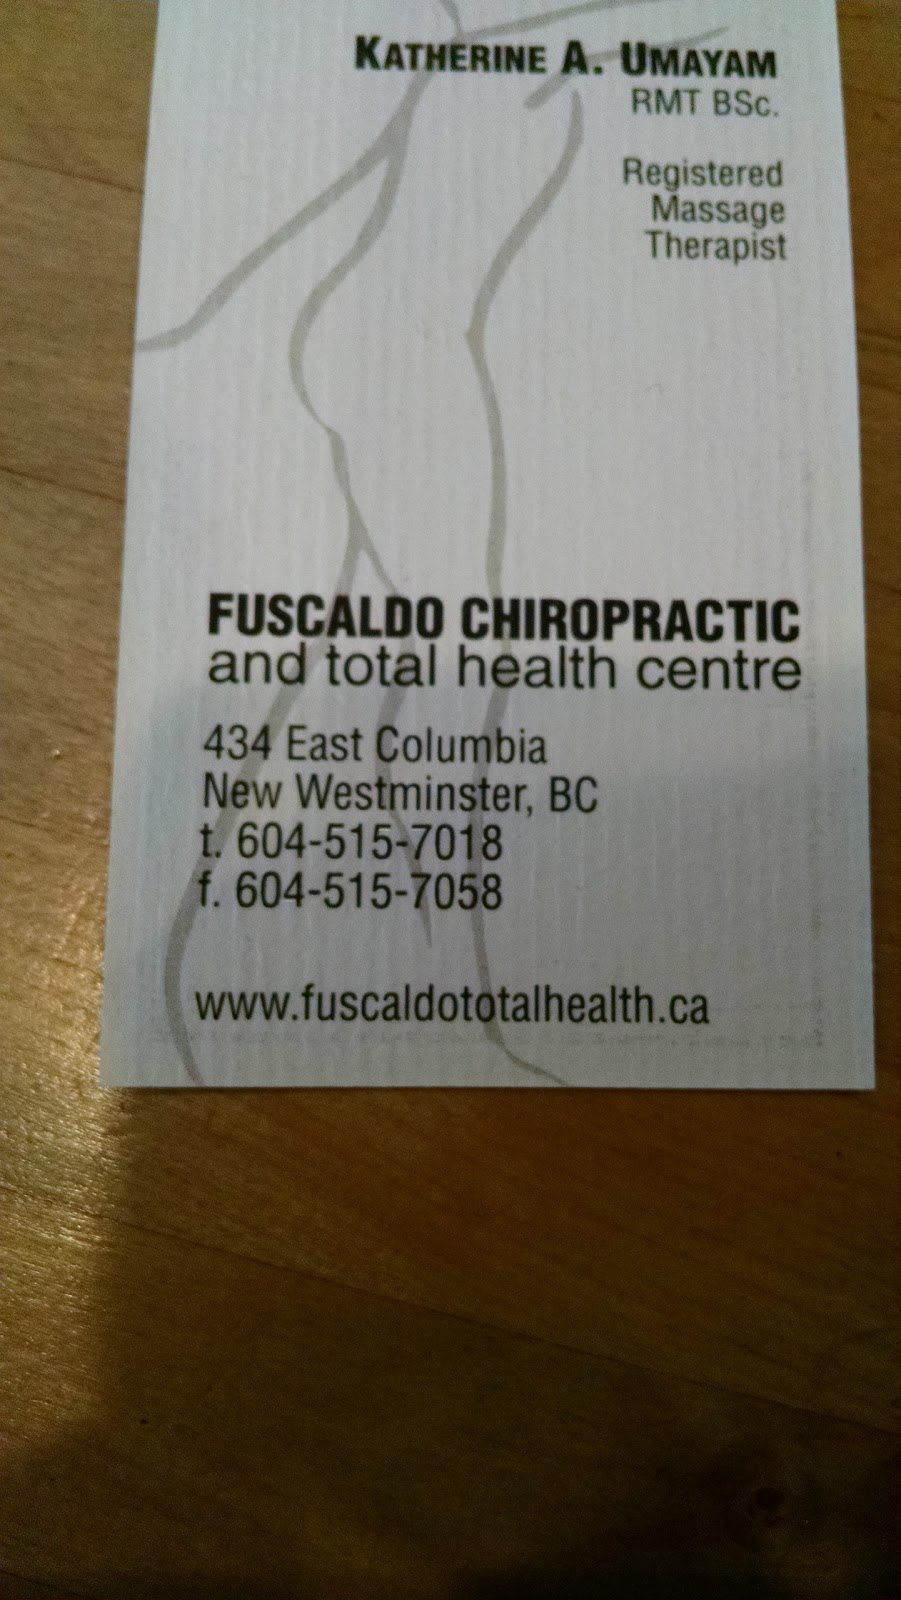 KATHERINE A. UMAYAM
RMT BSC.
Registered
Massage
Therapist
FUSCALDO CHIROPRACTIC
and total health centre
434 East Columbia
New Westminster, BC
t. 604-515-7018
f. 604-515-7058
www.fuscaldototalhealth.ca